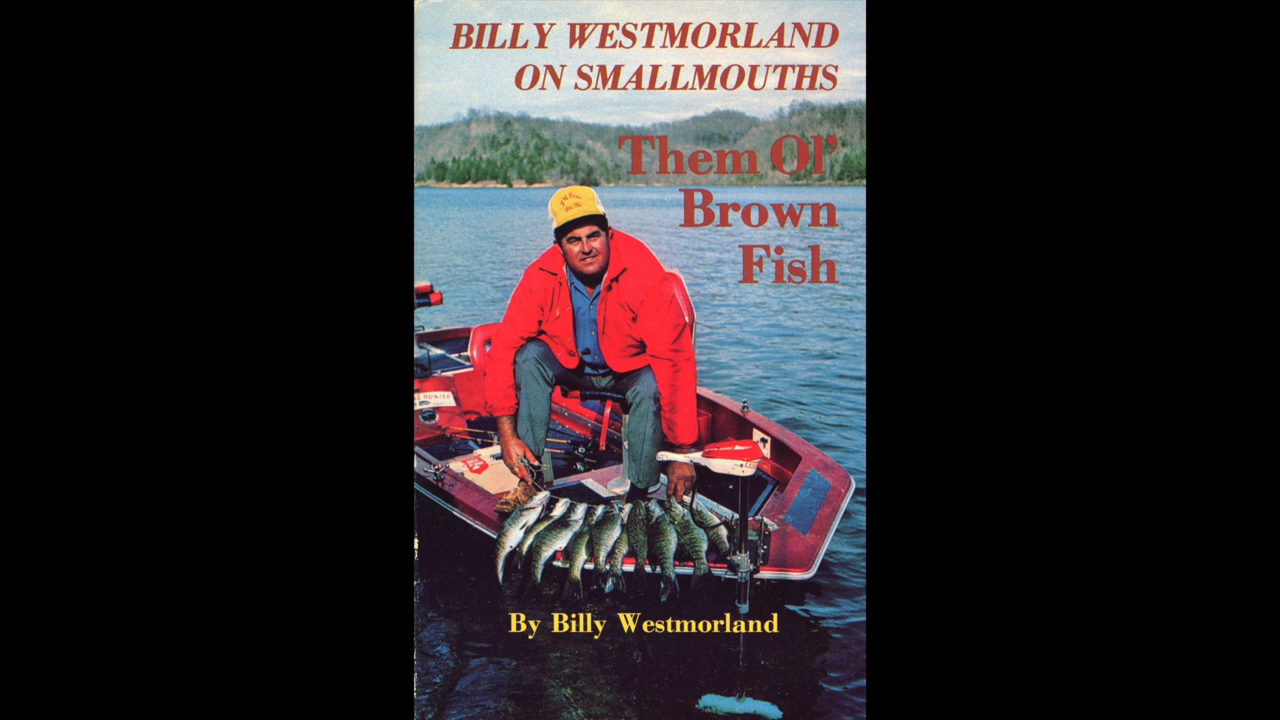 BILLY WESTMORLAND
ON SMALLMOUTHS
Them Ol'
Brown
Fish
By Billy Westmorland